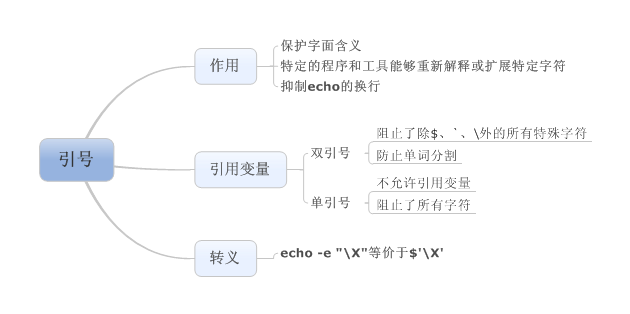 引号
作用
保护字面含义
特定的程序和工具能够重新解释或扩展特定字符
抑制echo的换行
引用变量
双引号
阻止了除$、`、\外的所有特殊字符
防止单词分割
单引号
不允许引用变量
阻止了所有字符
转义
echo -e "\X"等价于$'\X'